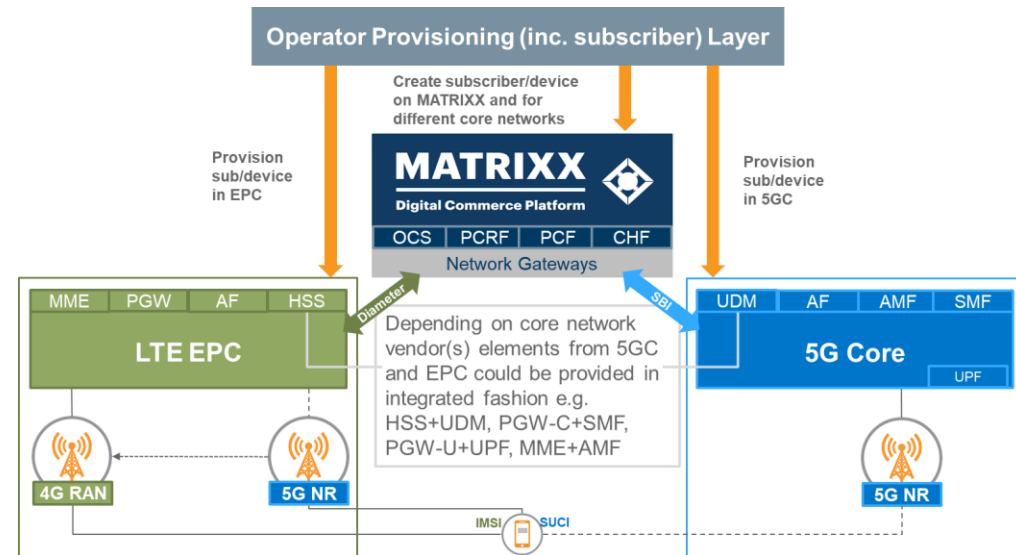 Operator Provisioning (inc. subscriber) Layer
Create subscriber/device
on MATRIXX and for
different core networks
Provision
sub/device
in EPC
MATRIXX
Digital Commerce Platform
OCS PCRF PCF CHF
Network Gateways
Provision
sub/device
in 5GC
Diameter
SBI
MME PGW AF HSS
LTE EPC
Depending on core network
vendor(s) elements from 5GC
and EPC could be provided in
integrated fashion e.g.
HSS+UDM, PGW-C+SMF,
PGW-U+UPF, MME+AMF
UDM AF AMF SMF
5G Core
UPF
4G RAN
5G NR
5G NR
IMSI
SUCI